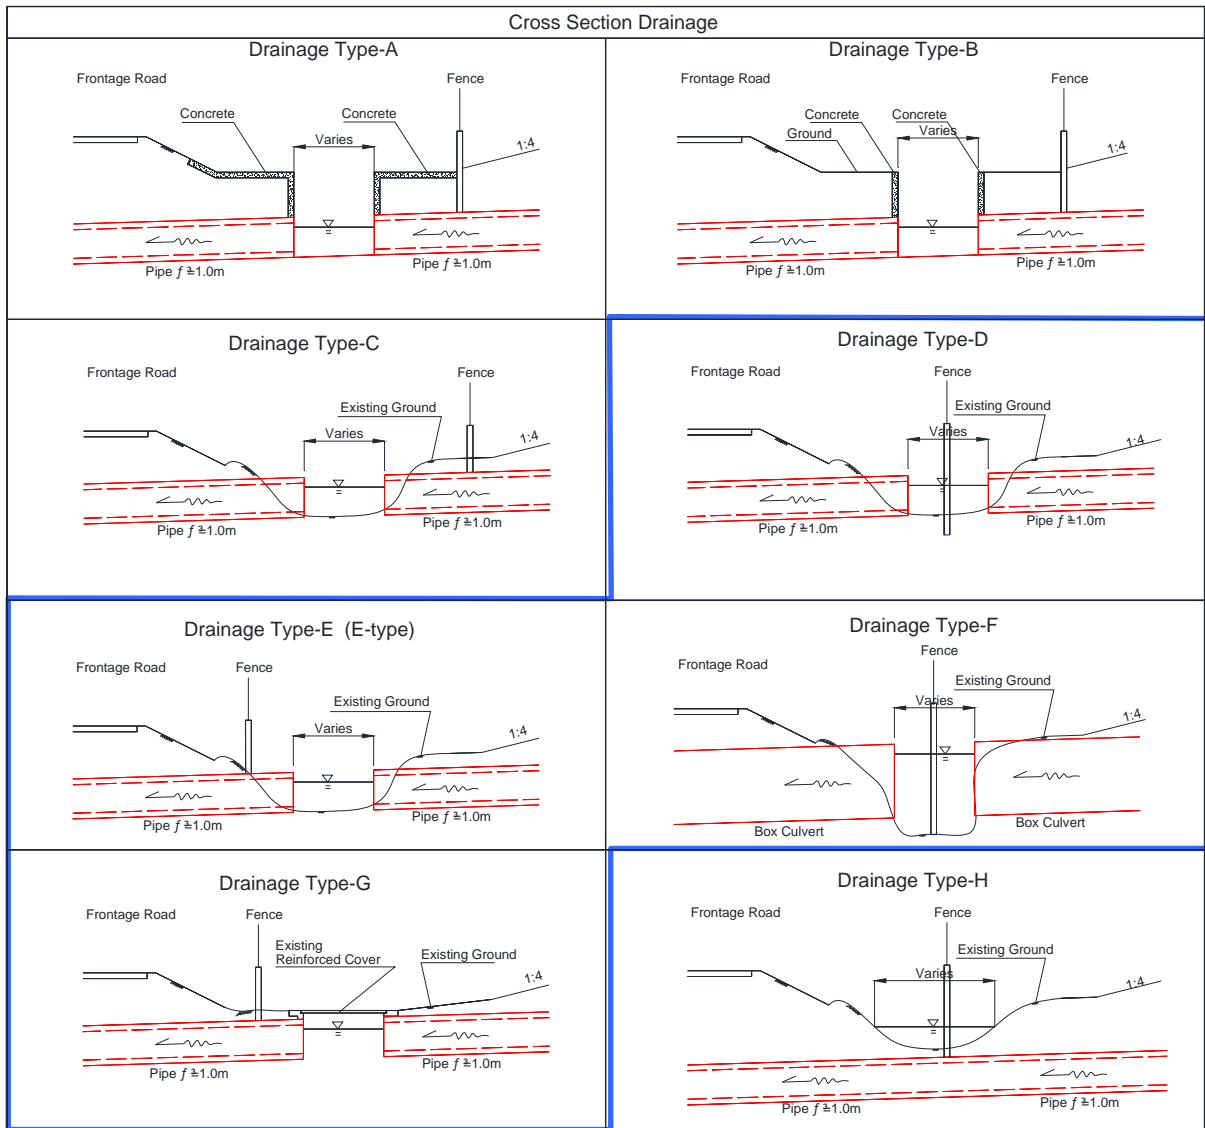 Cross Section Drainage
Drainage Type-A
Frontage Road
Fence
Concrete
Concrete
Varies
1:4
Pipe ƒ ≚1.0m
Pipe ƒ ≚1.0m
Drainage Type-B
Frontage Road
Fence
Concrete
Concrete
Ground
Varies
1:4
Pipe ƒ ≚1.0m
Pipe ƒ ≚1.0m
Drainage Type-C
Frontage Road
Fence
Existing Ground
Varies
1:4
Pipe ƒ ≚1.0m
Pipe ƒ ≚1.0m
Drainage Type-D
Frontage Road
Fence
Existing Ground
Varies
1:4
Pipe ƒ ≚1.0m
Pipe ƒ ≚1.0m
Drainage Type-E (E-type)
Frontage Road
Fence
Existing Ground
Varies
1:4
Pipe ƒ ≚1.0m
Pipe ƒ ≚1.0m
Drainage Type-F
Fence
Frontage Road
Existing Ground
Varies
1:4
Box Culvert
Box Culvert
Drainage Type-G
Frontage Road
Fence
Existing
Reinforced Cover
Existing Ground
1:4
Pipe ƒ ≚1.0m
Pipe ƒ ≚1.0m
Drainage Type-H
Frontage Road
Fence
Existing Ground
Varies
1:4
Pipe ƒ ≚1.0m
Pipe ƒ ≚1.0m